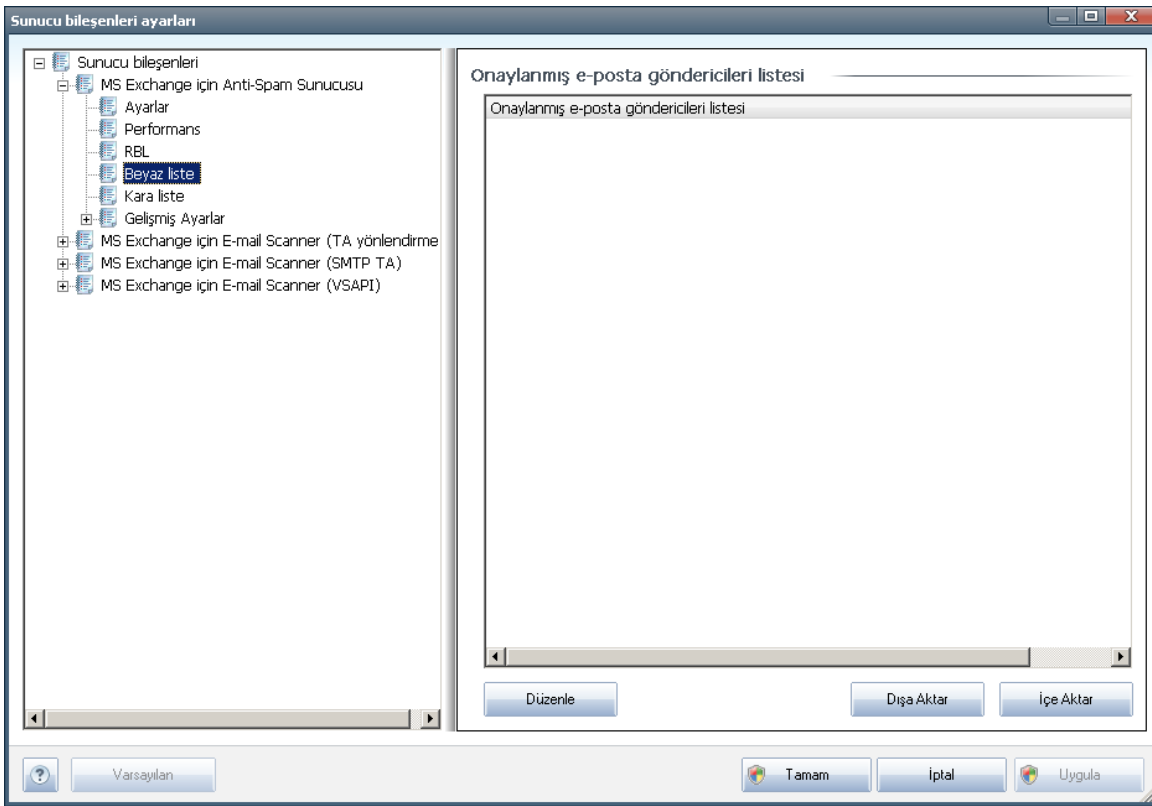 Sunucu bileşenleri ayarları
Sunucu bileşenleri
MS Exchange için Anti-Spam Sunucusu
Ayarlar
Performans
RBL
Beyaz liste
Kara liste
Gelişmiş Ayarlar
MS Exchange için E-mail Scanner (TA yönlendirme
MS Exchange için E-mail Scanner (SMTP TA)
MS Exchange için E-mail Scanner (VSAPI)
Onaylanmış e-posta göndericileri listesi
Onaylanmış e-posta göndericileri listesi
Düzenle
Dışa Aktar
İçe Aktar
Varsayılan
Tamam
İptal
Uygula